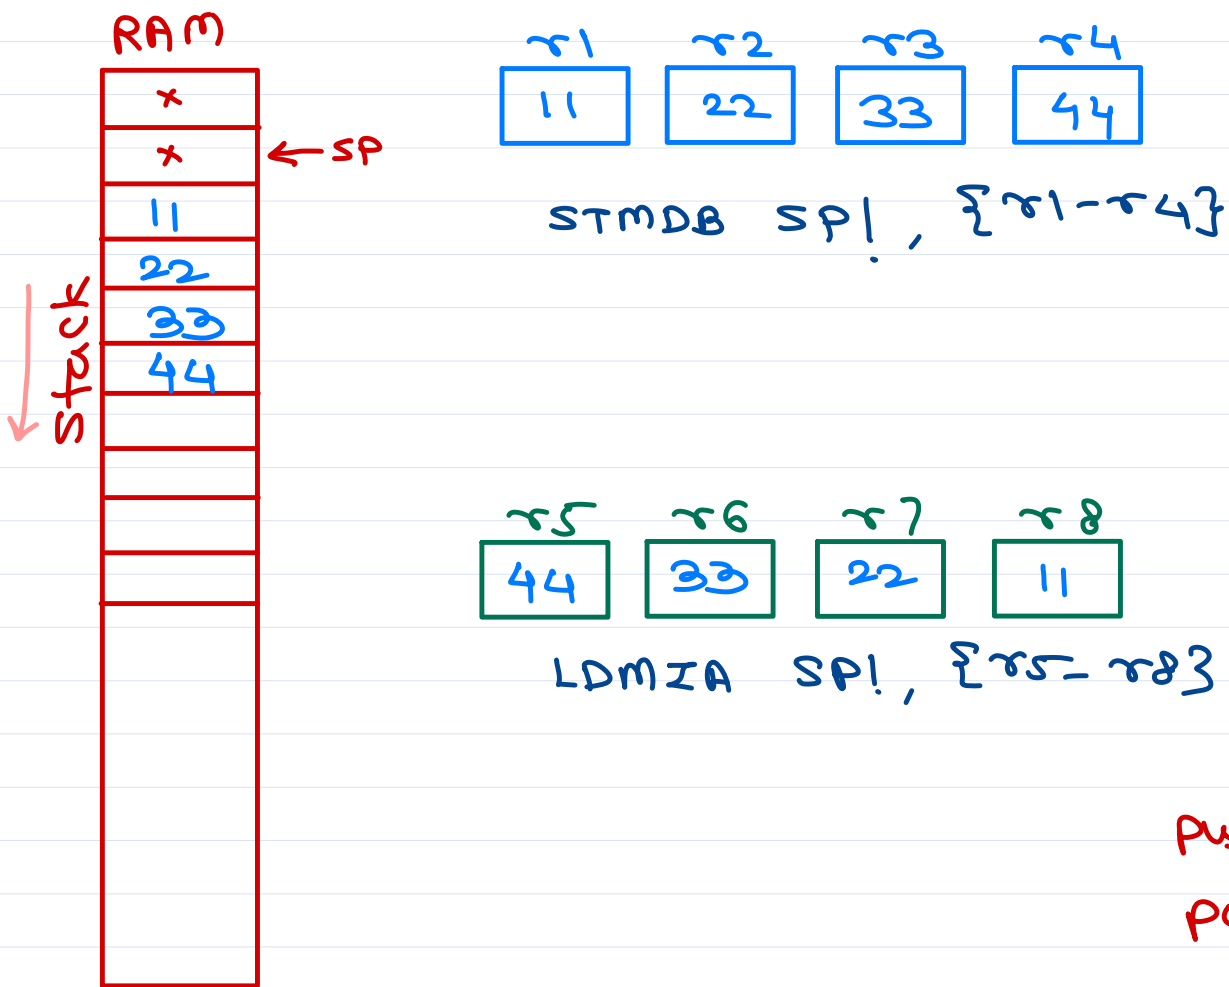 RAM
x
x
← SP
11
22
33
44
Stack
r1 r2 r3 r4
11 22 33 44
STMDB SP!, {r1-r4}
r5 r6 r7 r8
44 33 22 11
LDMIA SP!, {r5-r8}